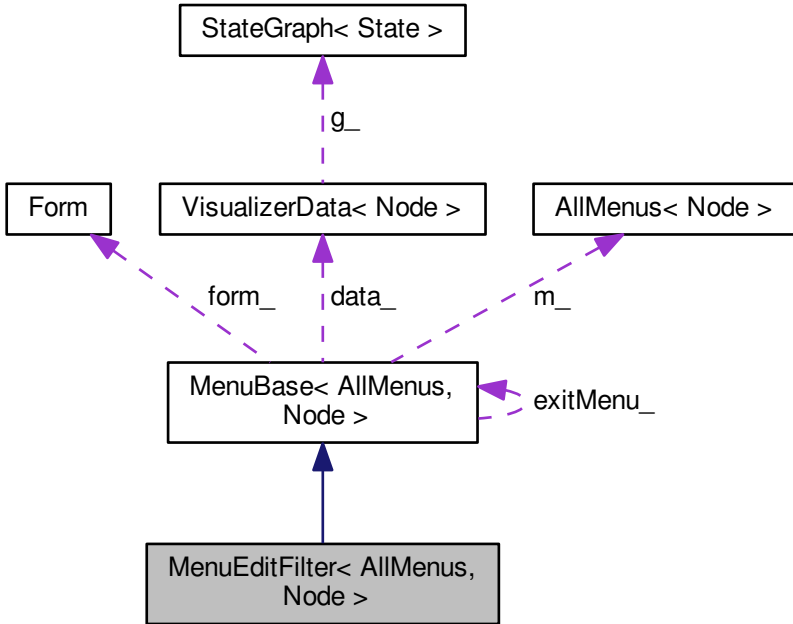 StateGraph< State >
g_
Form
VisualizerData< Node >
AllMenus< Node >
form_
data_
m_
MenuBase< AllMenus,
Node >
exitMenu_
MenuEditFilter< AllMenus,
Node >